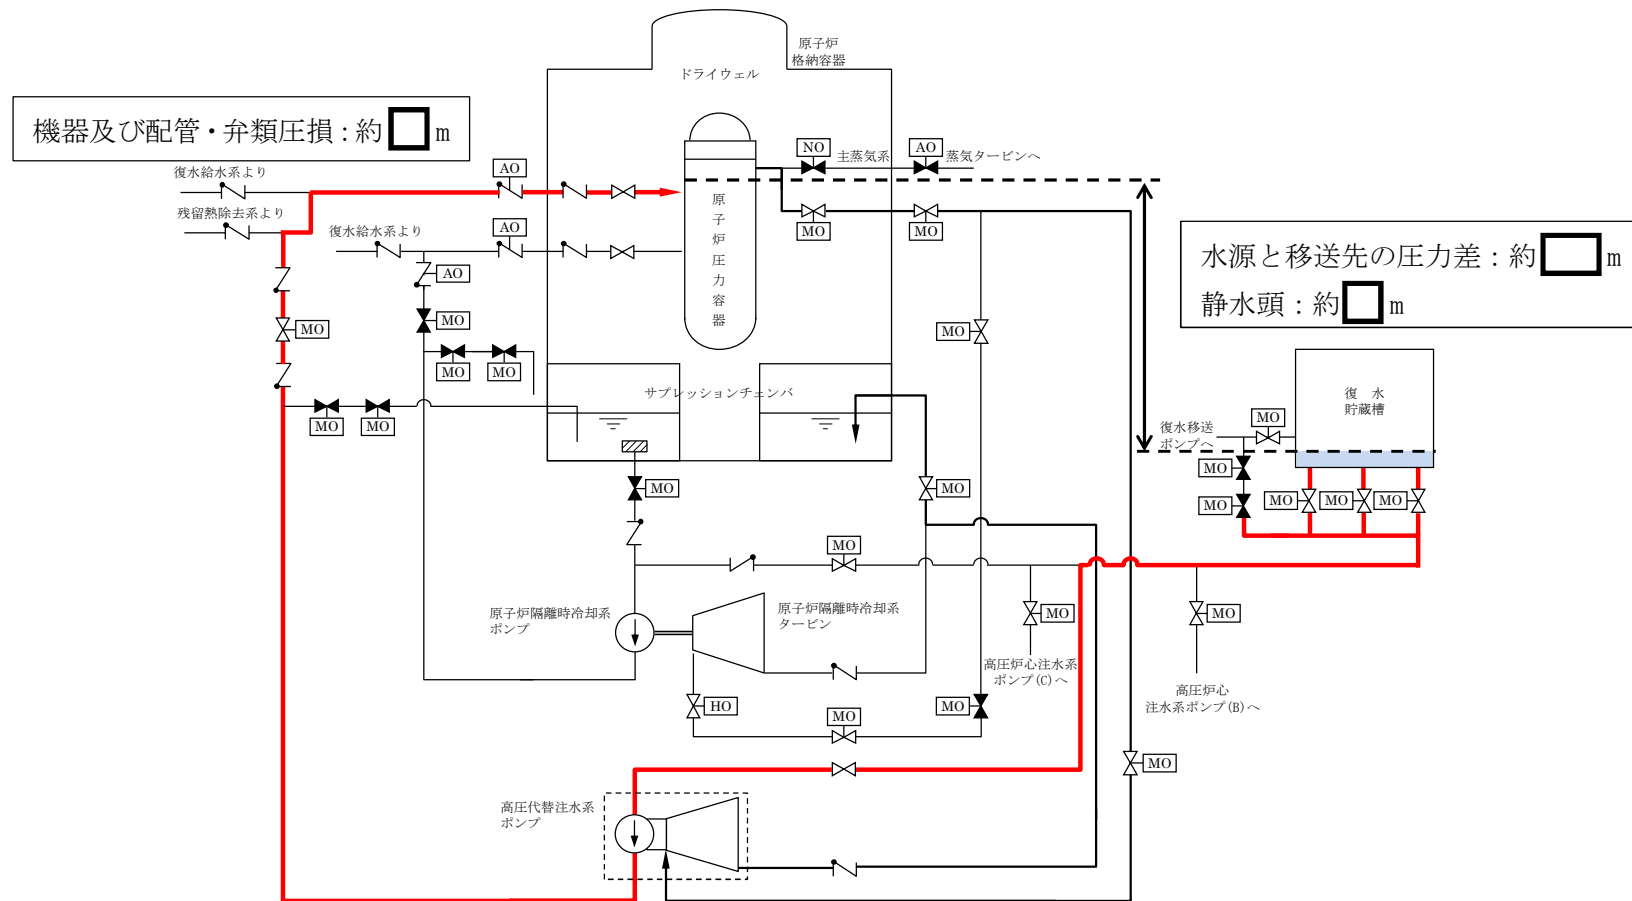 原子炉
格納容器
ドライウェル
機器及び配管・弁類圧損：約 m
復水給水系より
AO
NO
主蒸気系
AO
蒸気タービンへ
残留熱除去系より
復水給水系より
AO
原子炉圧力容器
MO
MO
水源と移送先の圧力差：約 m
静水頭：約 m
AO
MO
MO
MO
MO
MO
サプレッションチェンバ
復 水
貯蔵槽
MO
MO
MO
復水移送
ポンプへ
MO
MO
MO
MO
MO
MO
MO
MO
MO
原子炉隔離時冷却系
ポンプ
原子炉隔離時冷却系
タービン
MO
MO
高圧炉心注水系
ポンプ(C)へ
高圧炉心
注水系ポンプ(B)へ
HO
MO
MO
MO
高圧代替注水系
ポンプ